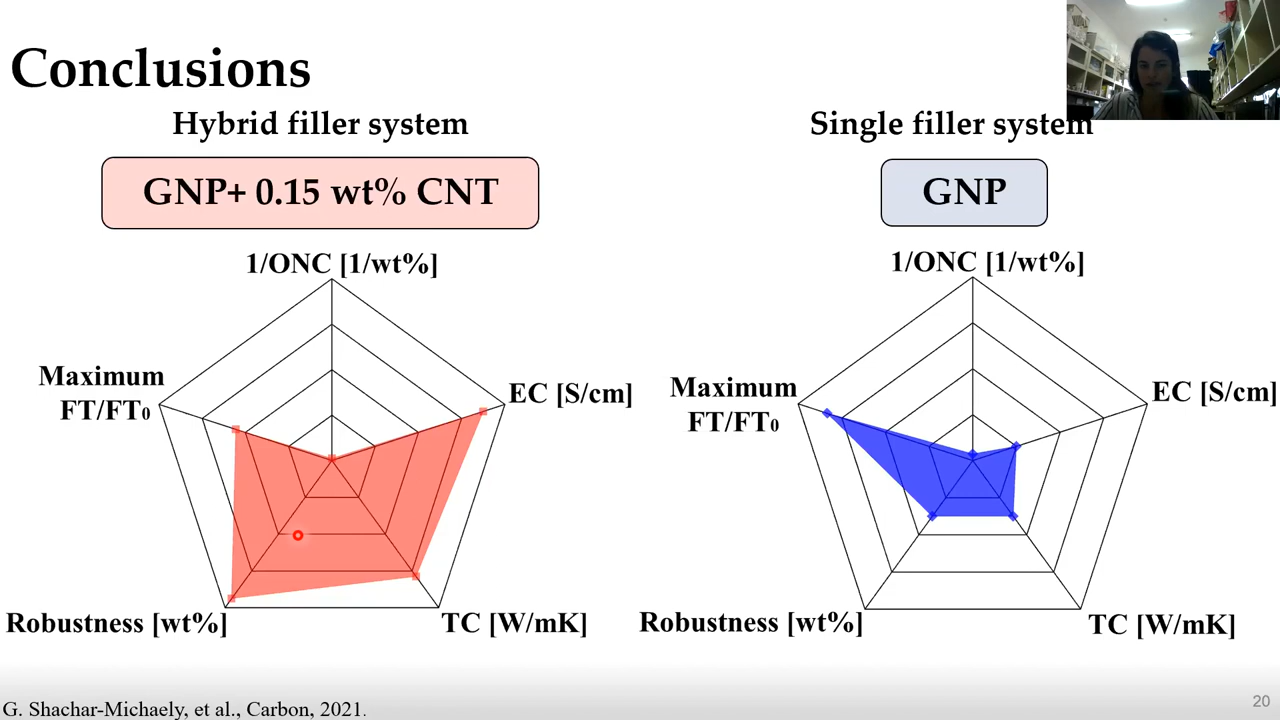 Conclusions
Hybrid filler system
GNP+ 0.15 wt% CNT
1/ONC [1/wt%]
Maximum
FT/FT₀
EC [S/cm]
Robustness [wt%]
TC [W/mK]
Single filler system
GNP
1/ONC [1/wt%]
Maximum
FT/FT₀
EC [S/cm]
Robustness [wt%]
TC [W/mK]
G. Shachar-Michaely, et al., Carbon, 2021.
20